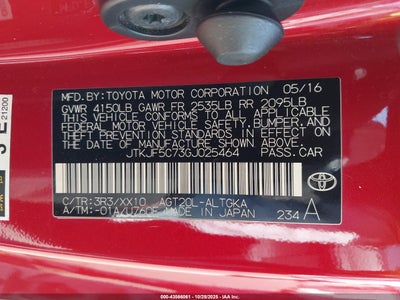 MFD.BY:TOYOTA MOTOR CORPORATION 05/16
GVWR 4150LB GAWR FR 2535LB RR 2095LB
THIS VEHICLE CONFORMS TO ALL APPLICABLE
FEDERAL MOTOR VEHICLE SAFETY, BUMPER, AND
THEFT PREVENTION STANDARDS IN EFFECT ON THE
DATE OF MANUFACTURE SHOWN ABOVE.
JTKJF5C73GJ025464 PASS.CAR
C/TR:3R3/XX10 AGT20L-ALTGKA
A/TM:-01A/U760E MADE IN JAPAN 234 A
TOYOTA
21200
000-43586061 - 10/28/2025 -